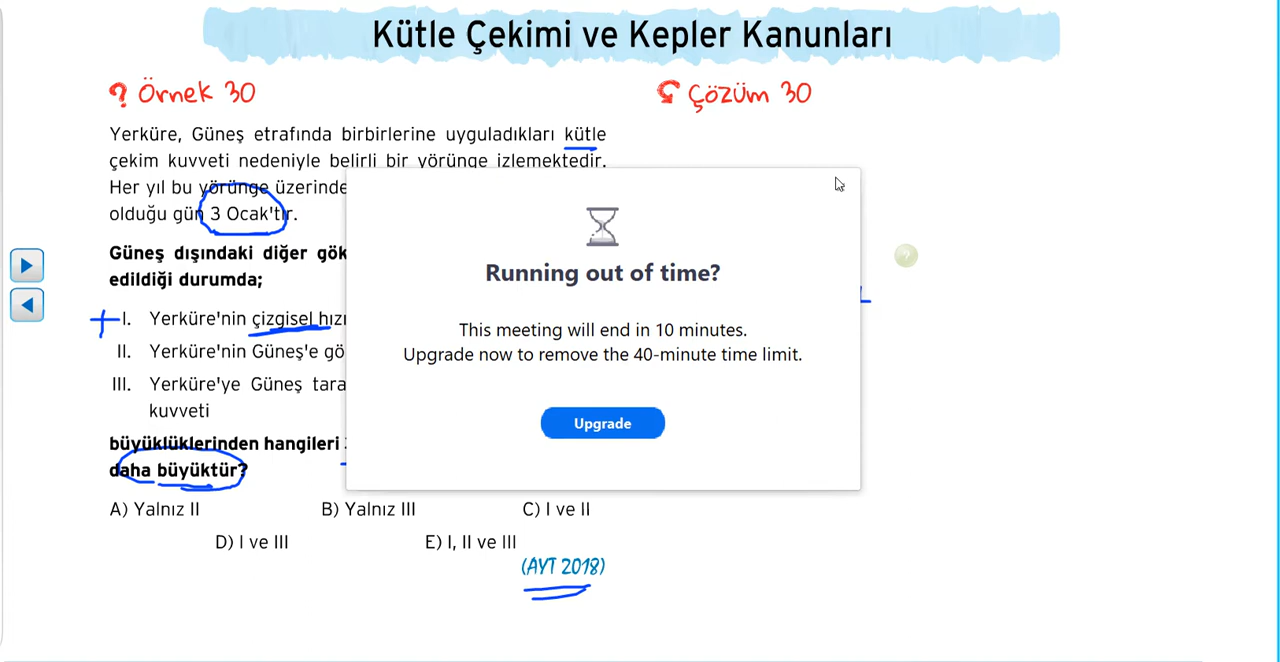 Kütle Çekimi ve Kepler Kanunları
? Örnek 30
Çözüm 30
Yerküre, Güneş etrafında birbirlerine uyguladıkları kütle
çekim kuvveti nedeniyle belirli bir yörünge izlemektedir.
Her yıl bu yörünge üzerinde
olduğu gün 3 Ocak'tır.
Güneş dışındaki diğer gök
edildiği durumda;
I. Yerküre'nin çizgisel hızı
II. Yerküre'nin Güneş'e gö
III. Yerküre'ye Güneş tara
kuvveti
büyüklüklerinden hangileri
daha büyüktür?
A) Yalnız II
B) Yalnız III
C) I ve II
D) I ve III
E) I, II ve III
(AYT 2018)
Running out of time?
This meeting will end in 10 minutes.
Upgrade now to remove the 40-minute time limit.
Upgrade
?